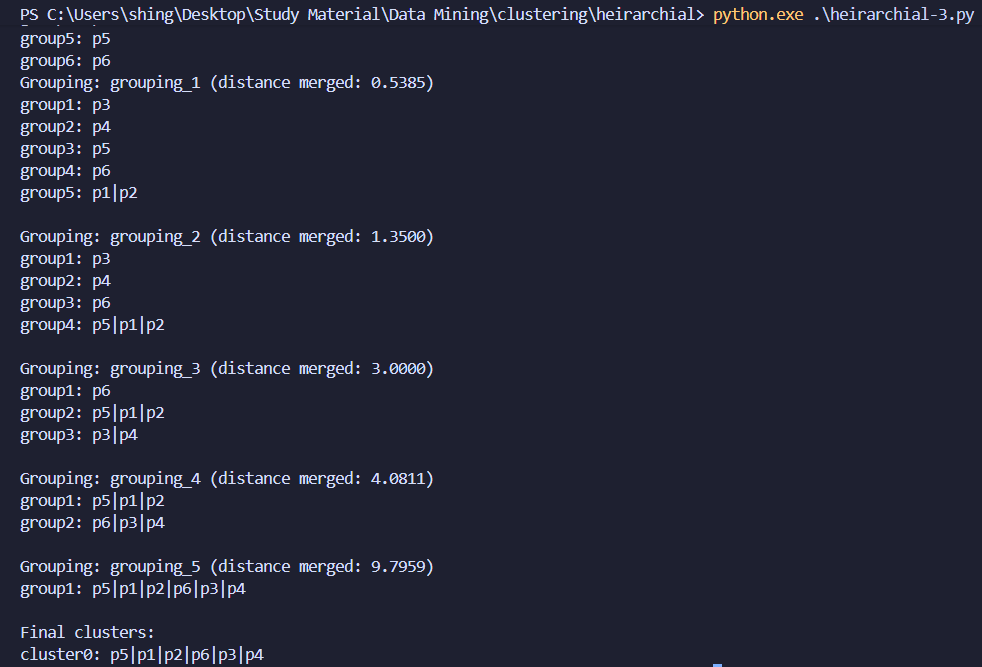 PS C:\Users\shing\Desktop\Study Material\Data Mining\clustering\heirarchial> python.exe .\heirarchial-3.py
group5: p5
group6: p6
Grouping: grouping_1 (distance merged: 0.5385)
group1: p3
group2: p4
group3: p5
group4: p6
group5: p1|p2
Grouping: grouping_2 (distance merged: 1.3500)
group1: p3
group2: p4
group3: p6
group4: p5|p1|p2
Grouping: grouping_3 (distance merged: 3.0000)
group1: p6
group2: p5|p1|p2
group3: p3|p4
Grouping: grouping_4 (distance merged: 4.0811)
group1: p5|p1|p2
group2: p6|p3|p4
Grouping: grouping_5 (distance merged: 9.7959)
group1: p5|p1|p2|p6|p3|p4
Final clusters:
cluster0: p5|p1|p2|p6|p3|p4